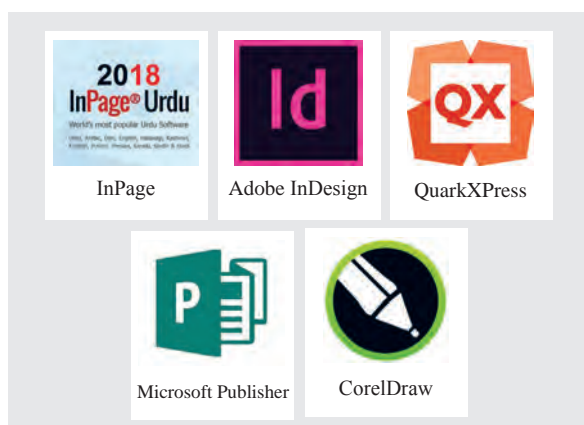 2018
InPage® Urdu
World's most popular Urdu Software
InPage
Id
Adobe InDesign
QX
QuarkXPress
P
Microsoft Publisher
CorelDraw